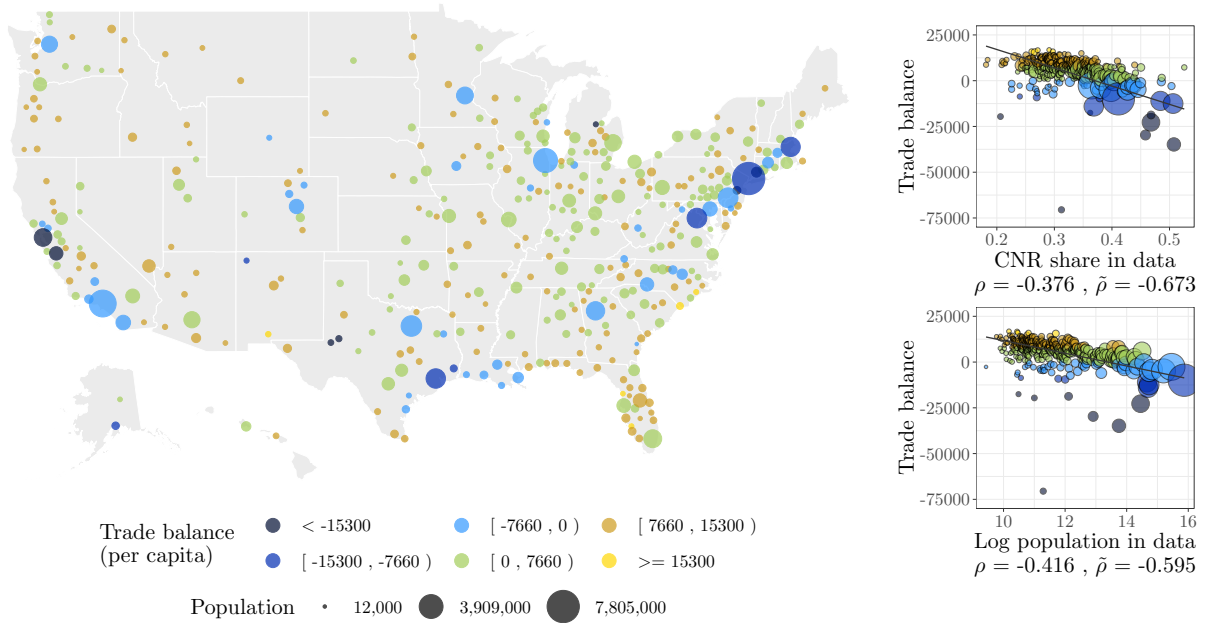 25000
0
-25000
-50000
-75000
Trade balance
0.2 0.3 0.4 0.5
CNR share in data
ρ = -0.376 , ρ̃ = -0.673
25000
0
-25000
-50000
-75000
Trade balance
10 12 14 16
Log population in data
ρ = -0.416 , ρ̃ = -0.595
Trade balance
(per capita)
< -15300
[ -7660 , 0 )
[ 7660 , 15300 )
[ -15300 , -7660 )
[ 0 , 7660 )
>= 15300
Population 12,000 3,909,000 7,805,000